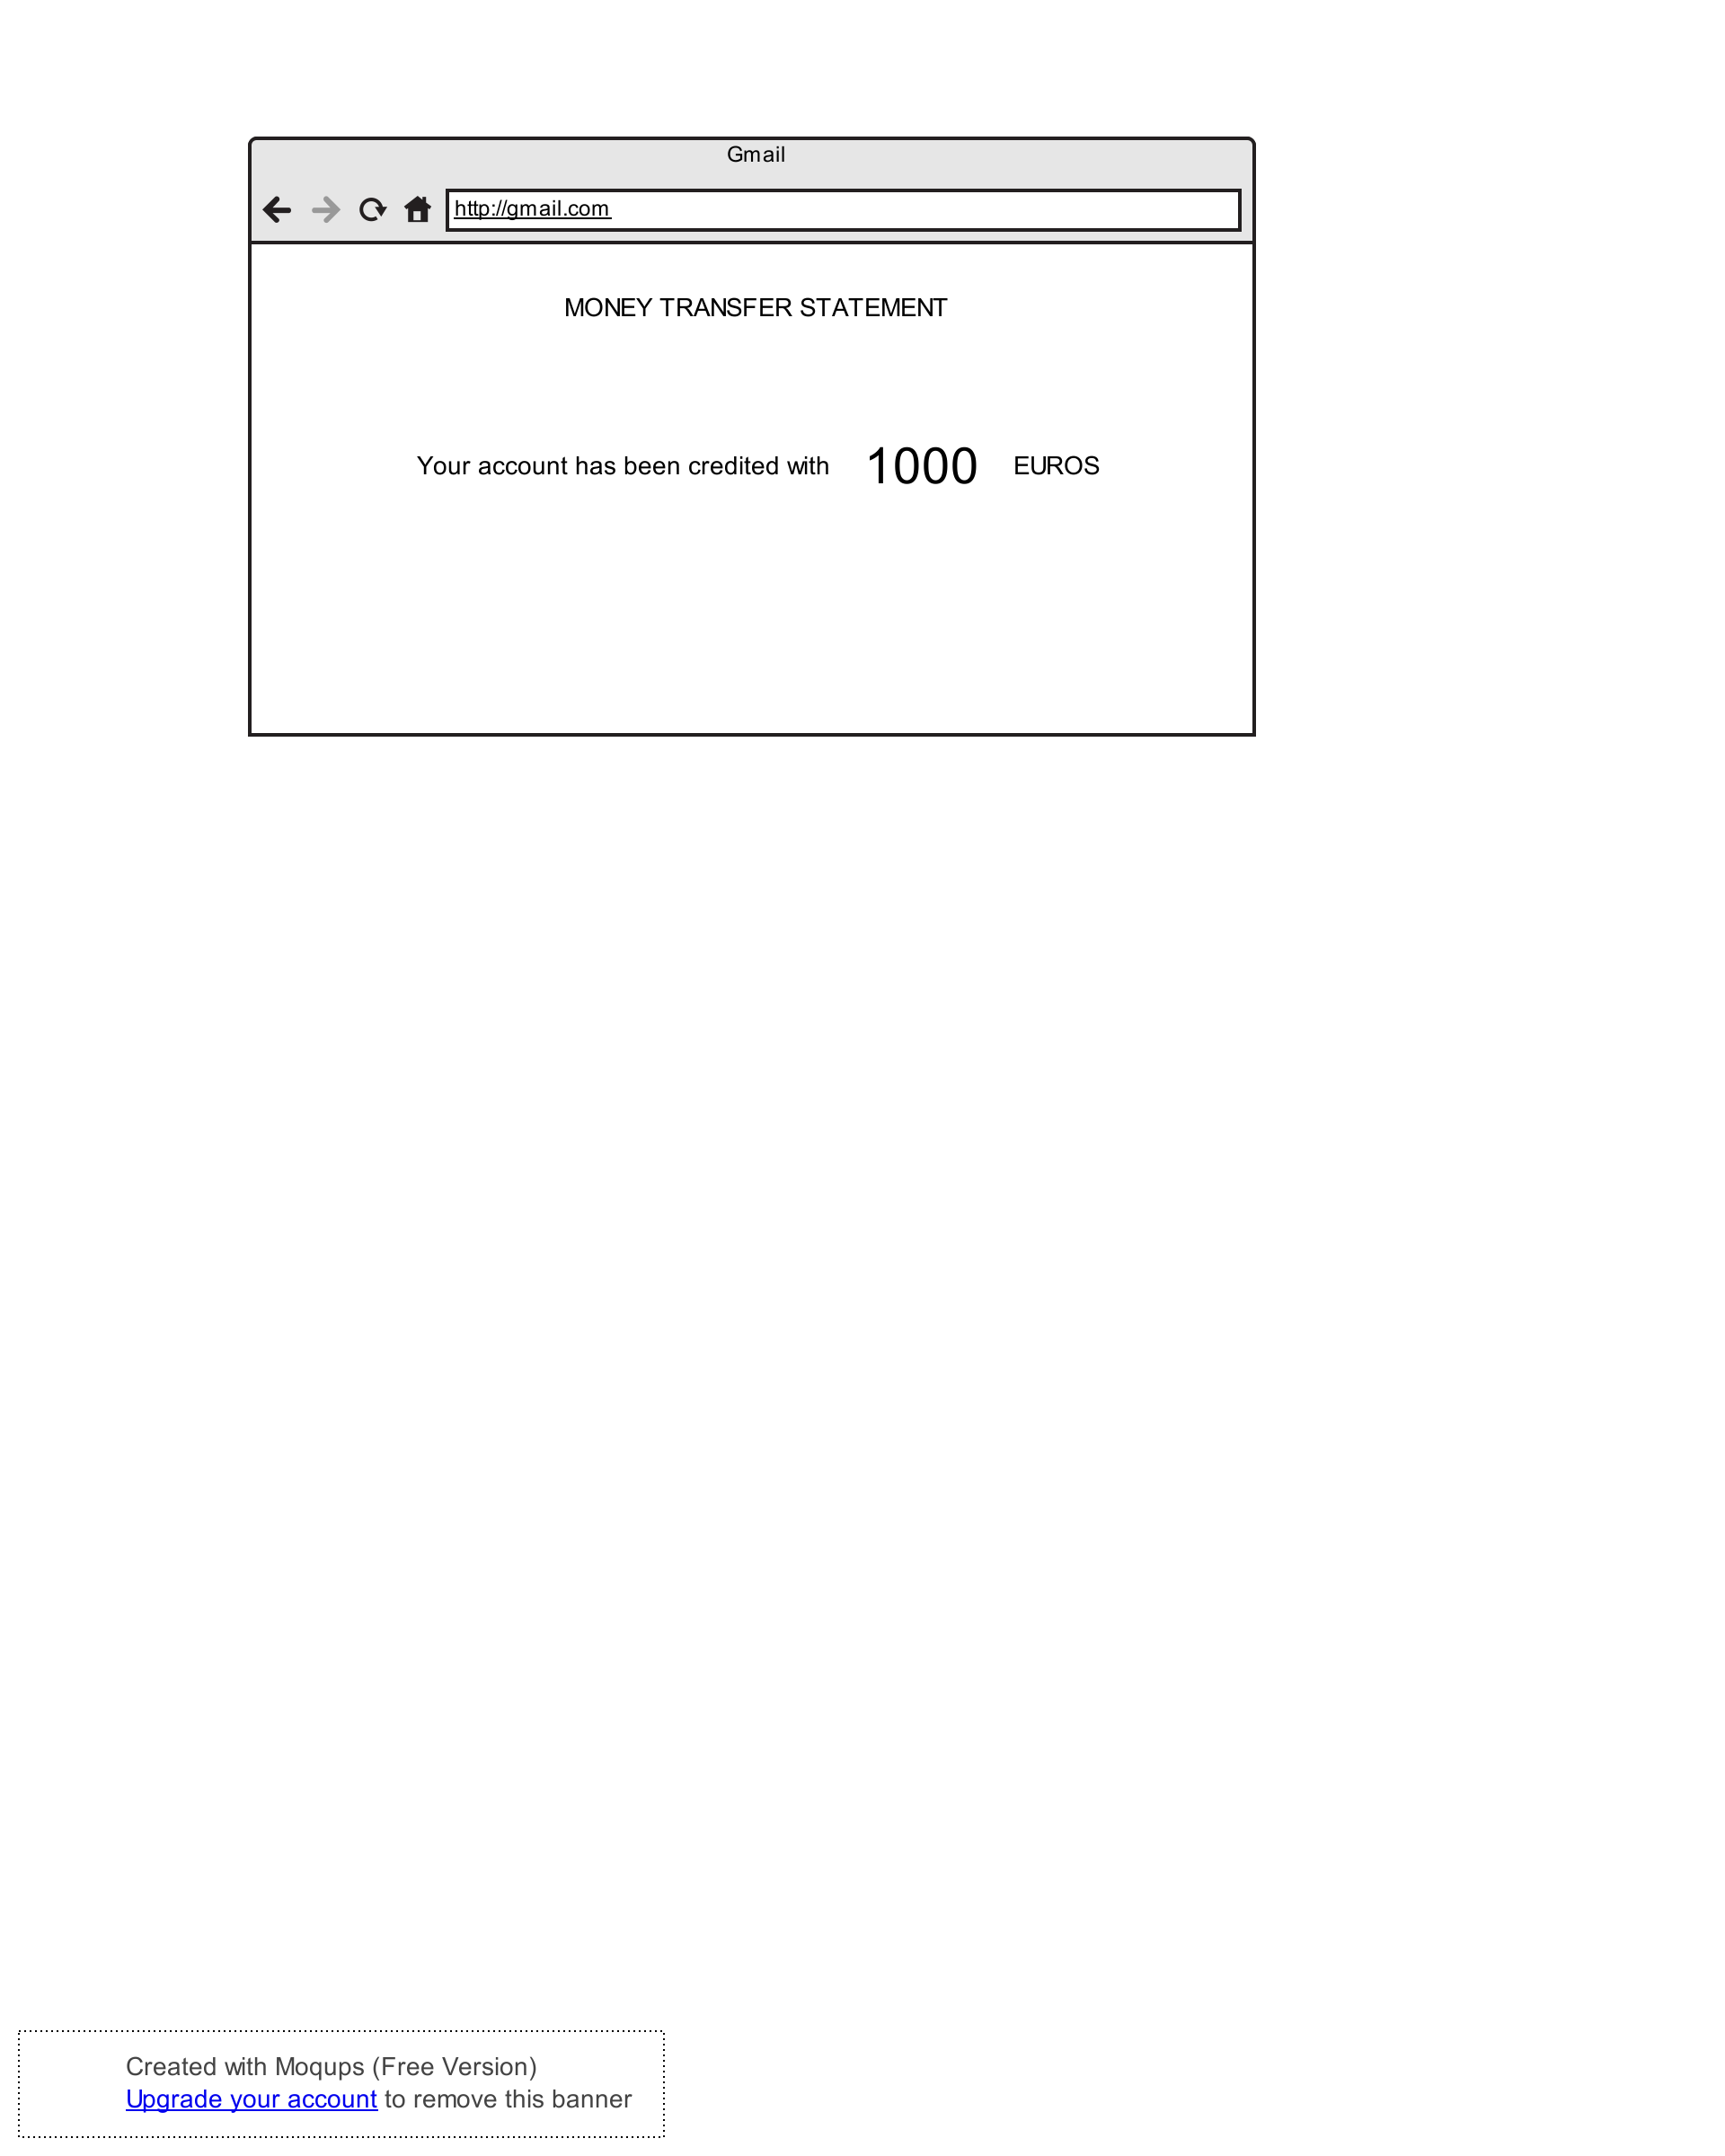 Gmail
http://gmail.com
MONEY TRANSFER STATEMENT
Your account has been credited with 1000 EUROS
Created with Moqups (Free Version)
Upgrade your account to remove this banner